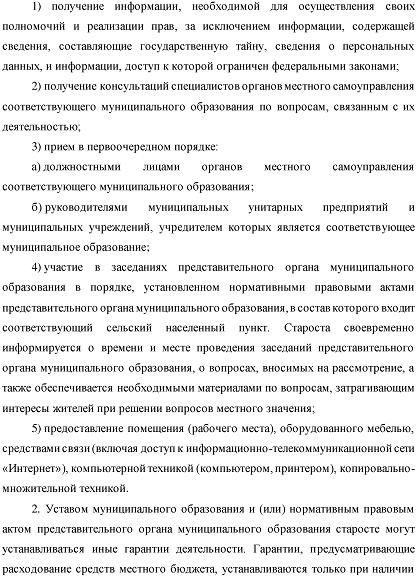 1) получение информации, необходимой для осуществления своих
полномочий и реализации прав, за исключением информации, содержащей
сведения, составляющие государственную тайну, сведения о персональных
данных, и информации, доступ к которой ограничен федеральными законами;
2) получение консультаций специалистов органов местного самоуправления
соответствующего муниципального образования по вопросам, связанным с их
деятельностью;
3) прием в первоочередном порядке:
а) должностными лицами органов местного самоуправления
соответствующего муниципального образования;
б) руководителями муниципальных унитарных предприятий и
муниципальных учреждений, учредителем которых является соответствующее
муниципальное образование;
4) участие в заседаниях представительного органа муниципального
образования в порядке, установленном нормативными правовыми актами
представительного органа муниципального образования, в состав которого входит
соответствующий сельский населенный пункт. Староста своевременно
информируется о времени и месте проведения заседаний представительного
органа муниципального образования, о вопросах, вносимых на рассмотрение, а
также обеспечивается необходимыми материалами по вопросам, затрагивающим
интересы жителей при решении вопросов местного значения;
5) предоставление помещения (рабочего места), оборудованного мебелью,
средствами связи (включая доступ к информационно-телекоммуникационной сети
«Интернет»), компьютерной техникой (компьютером, принтером), копировально-
множительной техникой.
2. Уставом муниципального образования и (или) нормативным правовым
актом представительного органа муниципального образования старосте могут
устанавливаться иные гарантии деятельности. Гарантии, предусматривающие
расходование средств местного бюджета, устанавливаются только при наличии